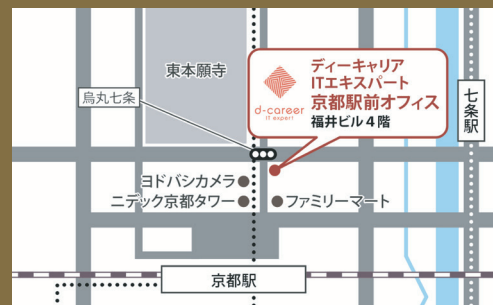 東本願寺
烏丸七条
d-career
IT expert
ディーキャリア
ITエキスパート
京都駅前オフィス
福井ビル4階
七条駅
ヨドバシカメラ
ニデック京都タワー
ファミリーマート
京都駅